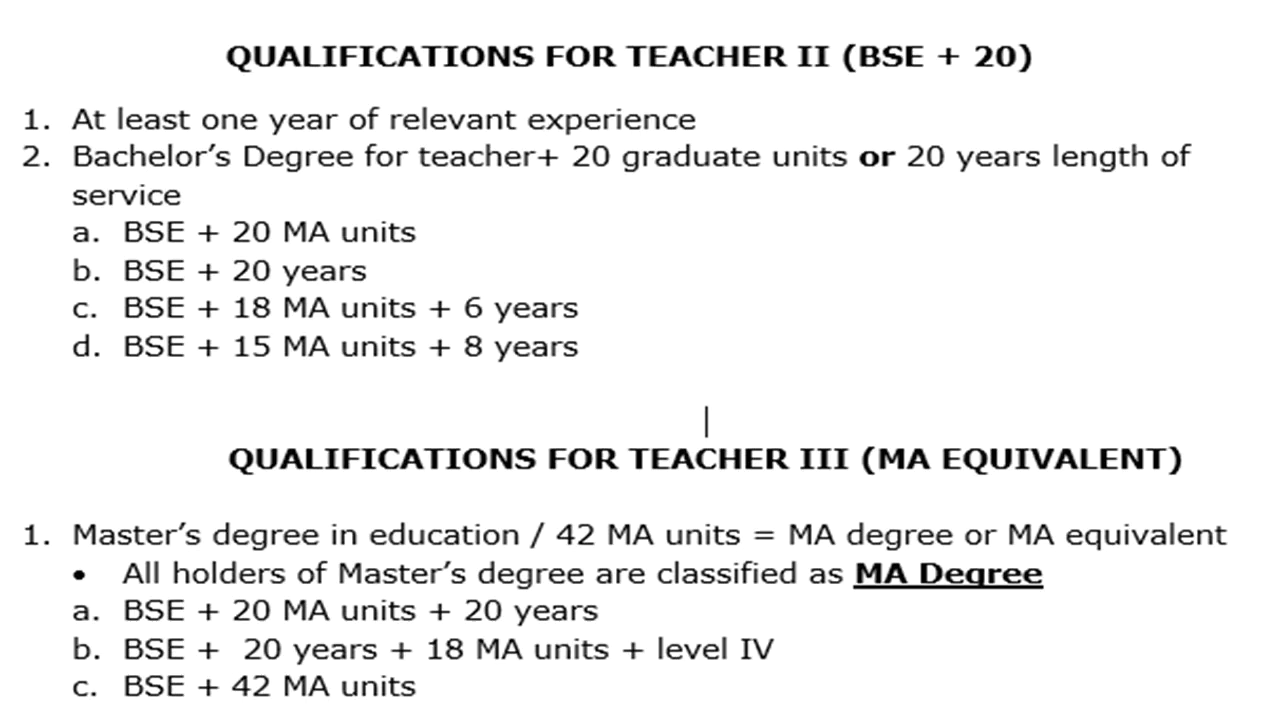 QUALIFICATIONS FOR TEACHER II (BSE + 20)
1. At least one year of relevant experience
2. Bachelor’s Degree for teacher+ 20 graduate units or 20 years length of
service
a. BSE + 20 MA units
b. BSE + 20 years
c. BSE + 18 MA units + 6 years
d. BSE + 15 MA units + 8 years
QUALIFICATIONS FOR TEACHER III (MA EQUIVALENT)
1. Master’s degree in education / 42 MA units = MA degree or MA equivalent
• All holders of Master’s degree are classified as MA Degree
a. BSE + 20 MA units + 20 years
b. BSE + 20 years + 18 MA units + level IV
c. BSE + 42 MA units